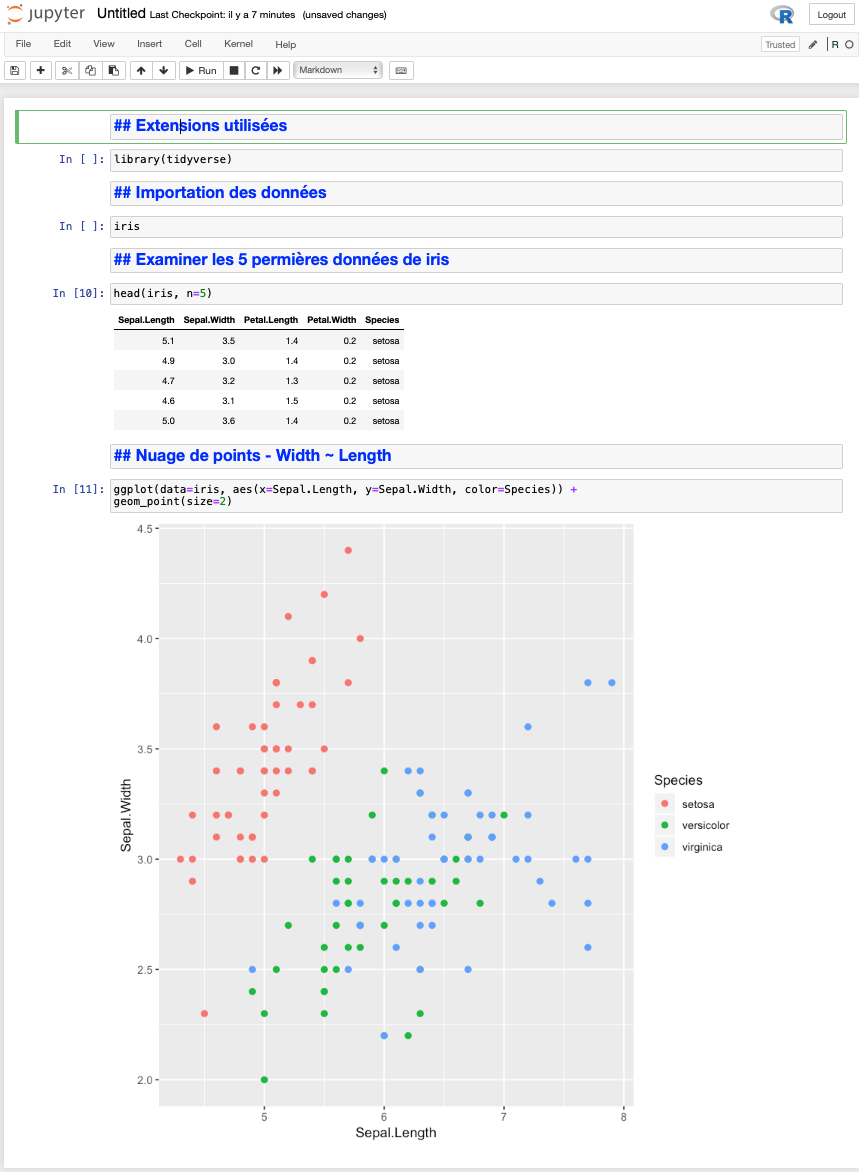 jupyter Untitled Last Checkpoint: il y a 7 minutes (unsaved changes) R Logout
File Edit View Insert Cell Kernel Help Trusted R
Run Markdown
## Extensions utilisées
In [ ]: library(tidyverse)
## Importation des données
In [ ]: iris
## Examiner les 5 permières données de iris
In [10]: head(iris, n=5)
Sepal.Length Sepal.Width Petal.Length Petal.Width Species
5.1 3.5 1.4 0.2 setosa
4.9 3.0 1.4 0.2 setosa
4.7 3.2 1.3 0.2 setosa
4.6 3.1 1.5 0.2 setosa
5.0 3.6 1.4 0.2 setosa
## Nuage de points - Width ~ Length
In [11]: ggplot(data=iris, aes(x=Sepal.Length, y=Sepal.Width, color=Species)) +
geom_point(size=2)
4.5
4.0
3.5
3.0
2.5
2.0
Sepal.Width
5 6 7 8
Sepal.Length
Species
setosa
versicolor
virginica